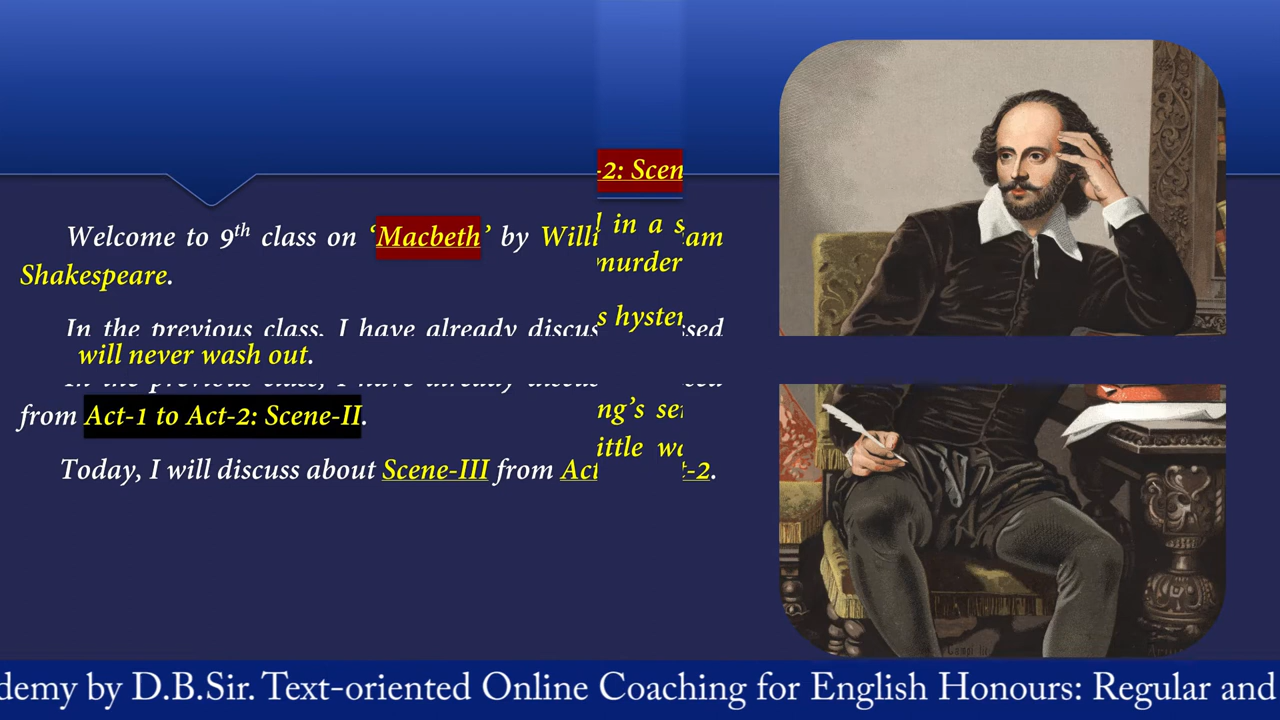 -2: Scen
Welcome to 9th class on ‘Macbeth’ by Willi am
Shakespeare.
in a s
murder
In the previous class, I have already discus sed
s hyster
will never wash out.
from Act-1 to Act-2: Scene-II.
ng’s se
ittle w
Today, I will discuss about Scene-III from Act t-2.
demy by D.B.Sir. Text-oriented Online Coaching for English Honours: Regular and